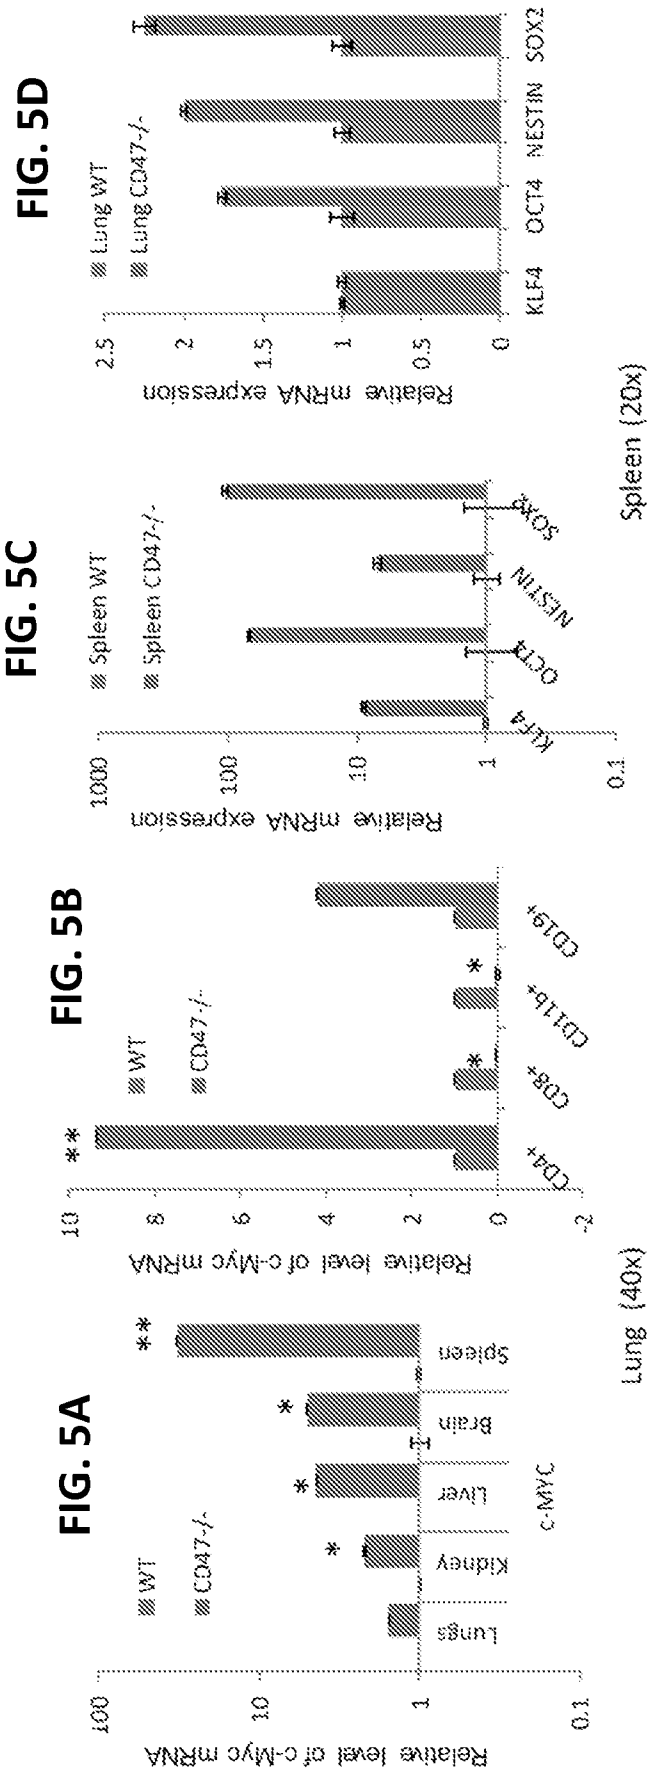 FIG. 5A
WT
CD47-/-
Relative level of c-Myc mRNA
100
10
1
0.1
**
*
*
*
Lungs
Kidney
Liver
Brain
Spleen
c-MYC
Lung (40x)
FIG. 5B
WT
CD47-/-
Relative level of c-Myc mRNA
10
8
6
4
2
0
-2
**
*
*
CD4+
CD8+
CD11b+
CD19+
FIG. 5C
Spleen WT
Spleen CD47-/-
Relative mRNA expression
1000
100
10
1
0.1
KLF4
OCT4
NESTIN
SOX2
Spleen (20x)
FIG. 5D
Lung WT
Lung CD47-/-
Relative mRNA expression
2.5
2
1.5
1
0.5
0
KLF4
OCT4
NESTIN
SOX2